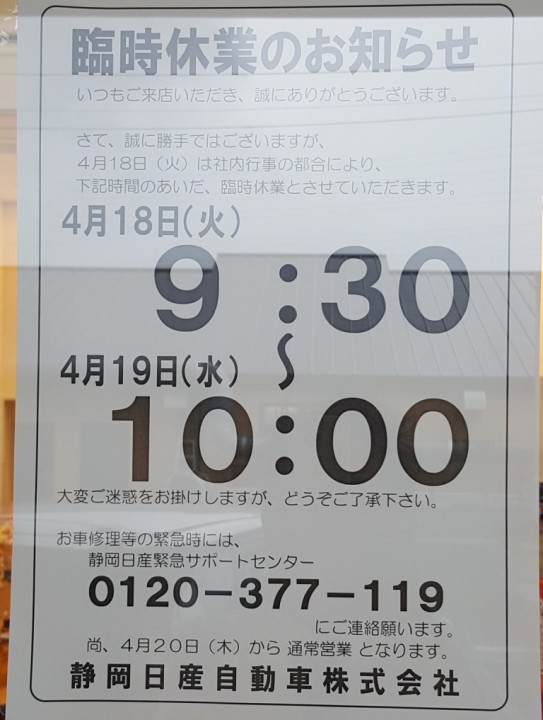 臨時休業のお知らせ
いつもご来店いただき、誠にありがとうございます。
さて、誠に勝手ではございますが、
4月18日（火）は社内行事の都合により、
下記時間のあいだ、臨時休業とさせていただきます。
4月18日（火）
9：30
～
4月19日（水）
10：00
大変ご迷惑をお掛けしますが、どうぞご了承下さい。
お車修理等の緊急時には、
静岡日産緊急サポートセンター
0120－377－119
にご連絡願います。
尚、4月20日（木）から 通常営業 となります。
静岡日産自動車株式会社